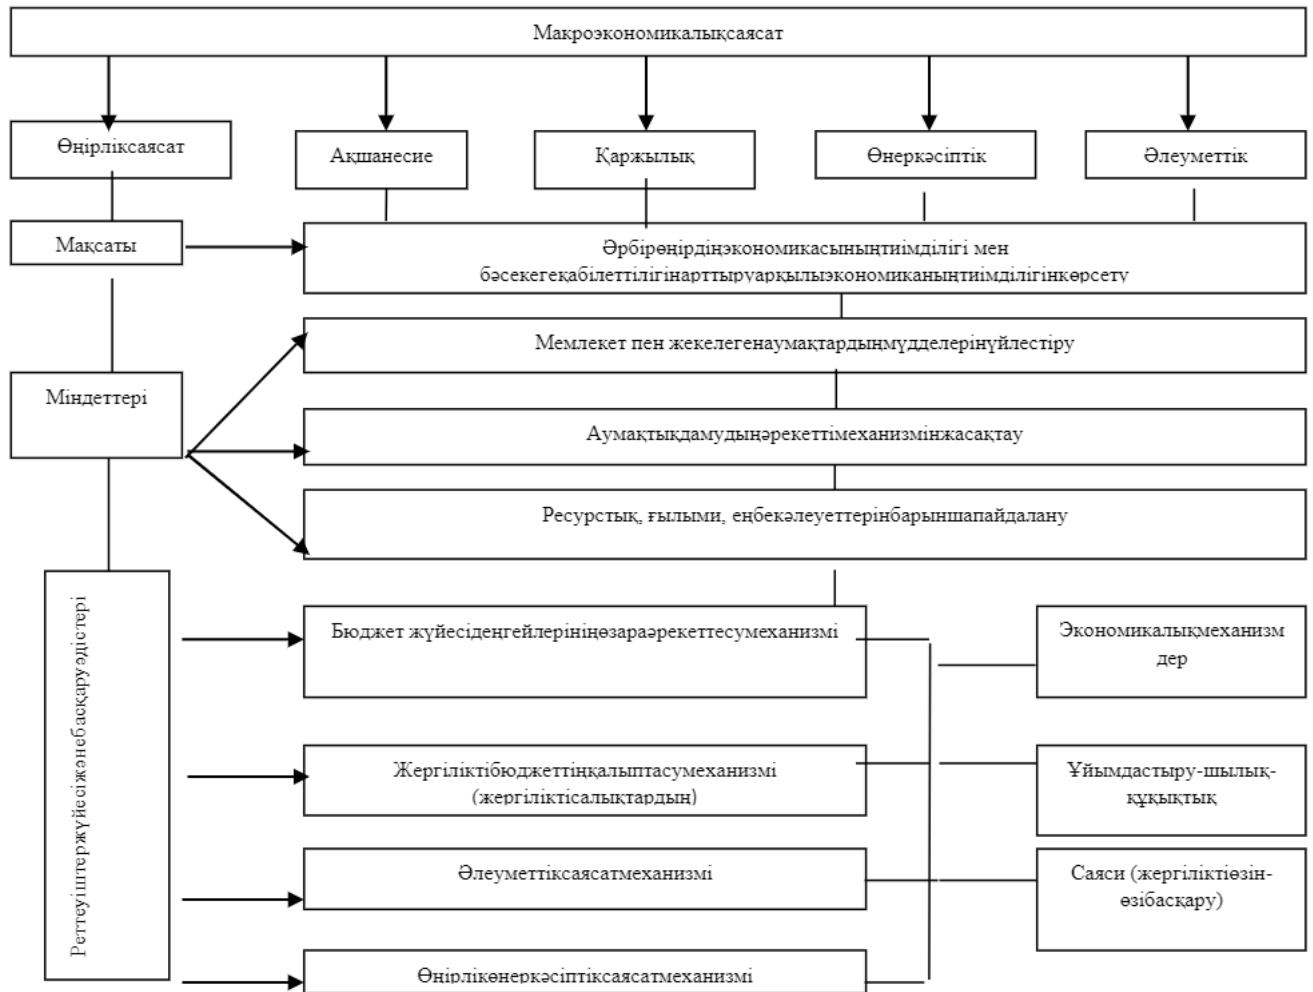 Макроэкономикалықсаясат
Өңірліксаясат
Ақшанесие
Қаржылық
Өнеркәсіптік
Әлеуметтік
Мақсаты
Әрбірөңірдіңэкономикасыныңтиімділігі мен
бәсекегеқабілеттілігінарттыруарқылыэкономиканыңтиімділігінкөрсету
Мемлекет пен жекелегенаумақтардыңмүдделерінүйлестіру
Міндеттері
Аумақтықдамудыңәрекеттімеханизмінжасақтау
Ресурстық, ғылыми, еңбекәлеуеттерінбарыншапайдалану
Реттеуіштержүйесіжәнебасқаруәдістері
Бюджет жүйесідеңгейлерініңөзараәрекеттесумеханизмі
Экономикалықмеханизм
дер
Жергіліктібюджеттіңқалыптасумеханизмі
(жергіліктісалықтардың)
Ұйымдастыру-шылық-
құқықтық
Әлеуметтіксаясатмеханизмі
Саяси (жергіліктіөзін-
өзібасқару)
Өңірлікөнеркәсіптіксаясатмеханизмі